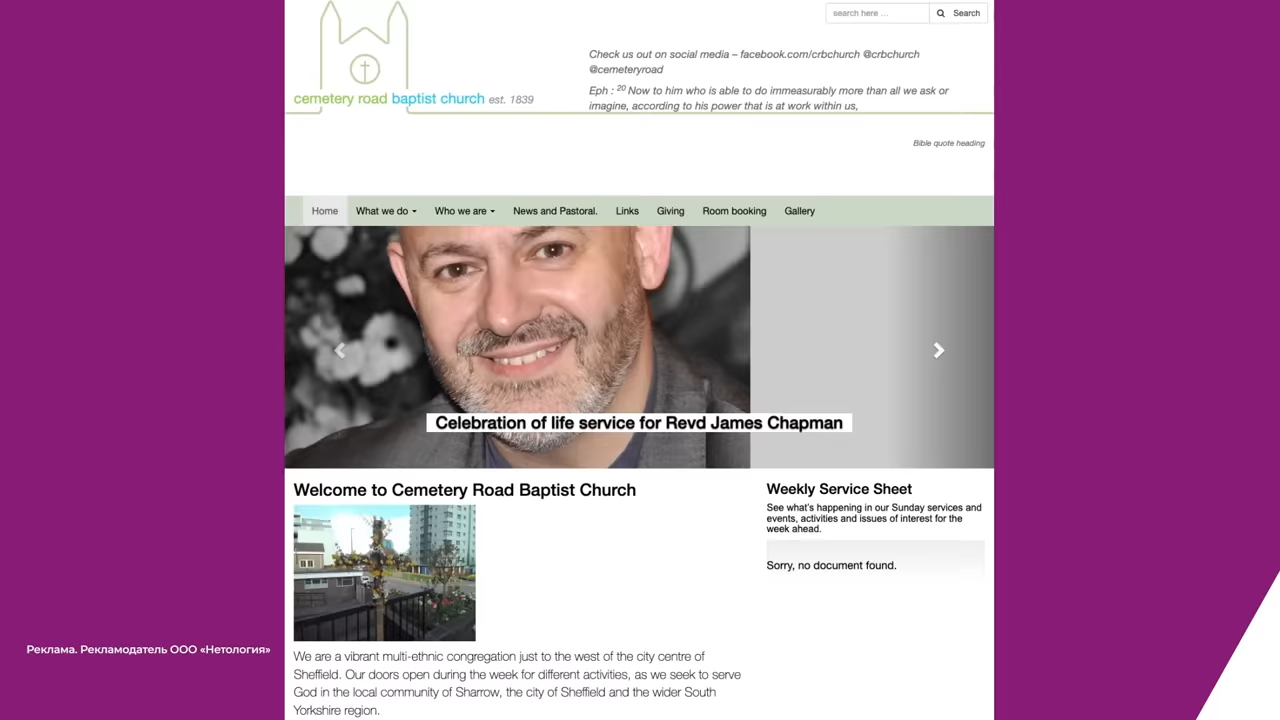 search here ...
Search
Check us out on social media – facebook.com/crbchurch @crbchurch
@cemeteryroad
Eph : 20 Now to him who is able to do immeasurably more than all we ask or
imagine, according to his power that is at work within us,
cemetery road baptist church est. 1839
Bible quote heading
Home What we do Who we are News and Pastoral. Links Giving Room booking Gallery
Celebration of life service for Revd James Chapman
Welcome to Cemetery Road Baptist Church
We are a vibrant multi-ethnic congregation just to the west of the city centre of
Sheffield. Our doors open during the week for different activities, as we seek to serve
God in the local community of Sharrow, the city of Sheffield and the wider South
Yorkshire region.
Weekly Service Sheet
See what's happening in our Sunday services and
events, activities and issues of interest for the
week ahead.
Sorry, no document found.
Реклама. Рекламодатель ООО «Нетология»